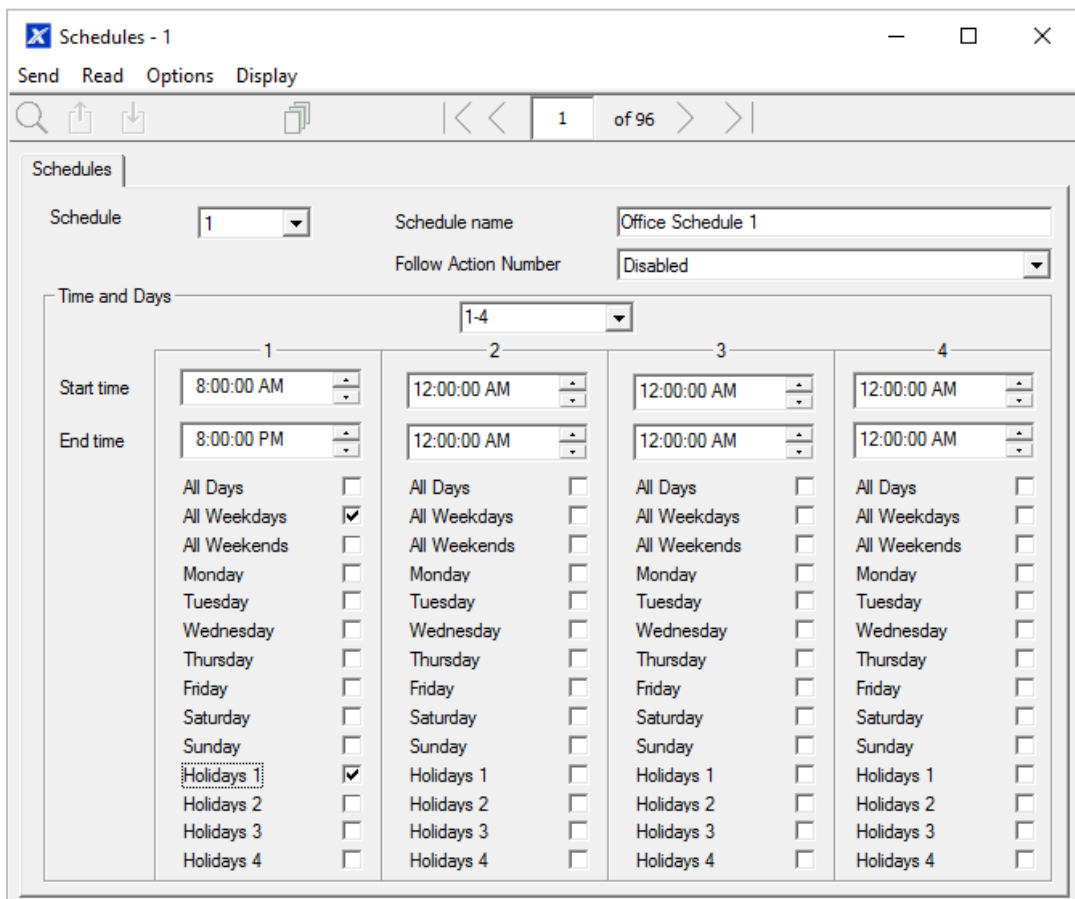 Schedules - 1
Send Read Options Display
1 of 96
Schedules
Schedule 1 Schedule name Office Schedule 1
Follow Action Number Disabled
Time and Days
1-4
1 2 3 4
Start time 8:00:00 AM 12:00:00 AM 12:00:00 AM 12:00:00 AM
End time 8:00:00 PM 12:00:00 AM 12:00:00 AM 12:00:00 AM
All Days All Days All Days All Days
All Weekdays All Weekdays All Weekdays All Weekdays
All Weekends All Weekends All Weekends All Weekends
Monday Monday Monday Monday
Tuesday Tuesday Tuesday Tuesday
Wednesday Wednesday Wednesday Wednesday
Thursday Thursday Thursday Thursday
Friday Friday Friday Friday
Saturday Saturday Saturday Saturday
Sunday Sunday Sunday Sunday
Holidays 1 Holidays 1 Holidays 1 Holidays 1
Holidays 2 Holidays 2 Holidays 2 Holidays 2
Holidays 3 Holidays 3 Holidays 3 Holidays 3
Holidays 4 Holidays 4 Holidays 4 Holidays 4